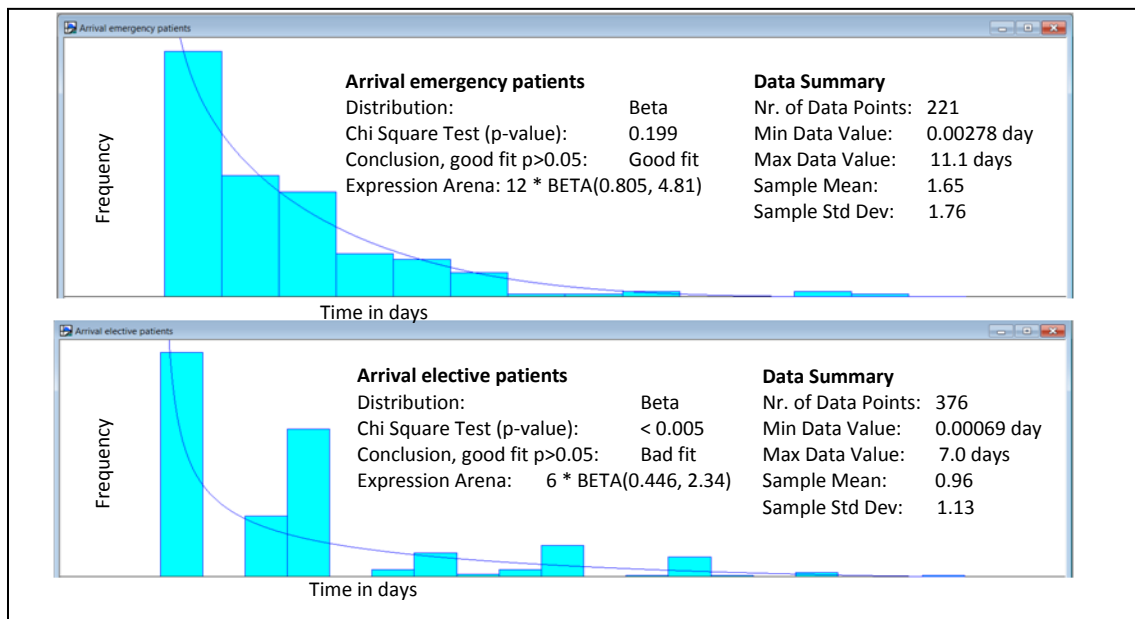 Arrival emergency patients
Arrival emergency patients
Distribution: Beta
Chi Square Test (p-value): 0.199
Conclusion, good fit p>0.05: Good fit
Expression Arena: 12 * BETA(0.805, 4.81)
Data Summary
Nr. of Data Points: 221
Min Data Value: 0.00278 day
Max Data Value: 11.1 days
Sample Mean: 1.65
Sample Std Dev: 1.76
Frequency
Time in days
Arrival elective patients
Arrival elective patients
Distribution: Beta
Chi Square Test (p-value): < 0.005
Conclusion, good fit p>0.05: Bad fit
Expression Arena: 6 * BETA(0.446, 2.34)
Data Summary
Nr. of Data Points: 376
Min Data Value: 0.00069 day
Max Data Value: 7.0 days
Sample Mean: 0.96
Sample Std Dev: 1.13
Frequency
Time in days